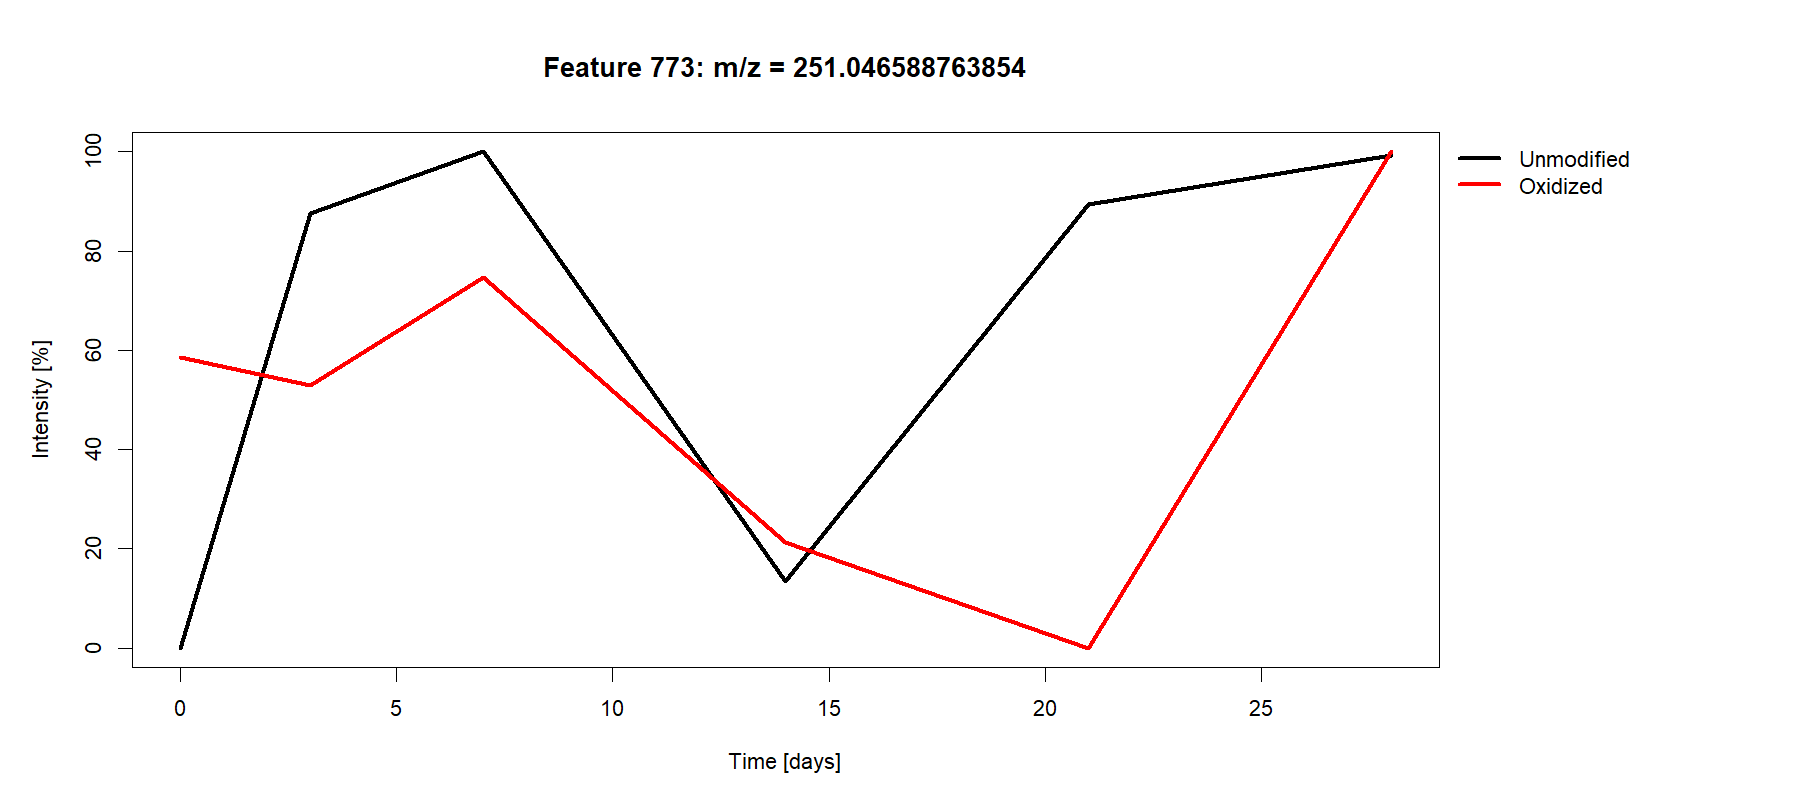 Feature 773: m/z = 251.046588763854
Unmodified
Oxidized
Intensity [%]
100
80
60
40
20
0
0 5 10 15 20 25
Time [days]